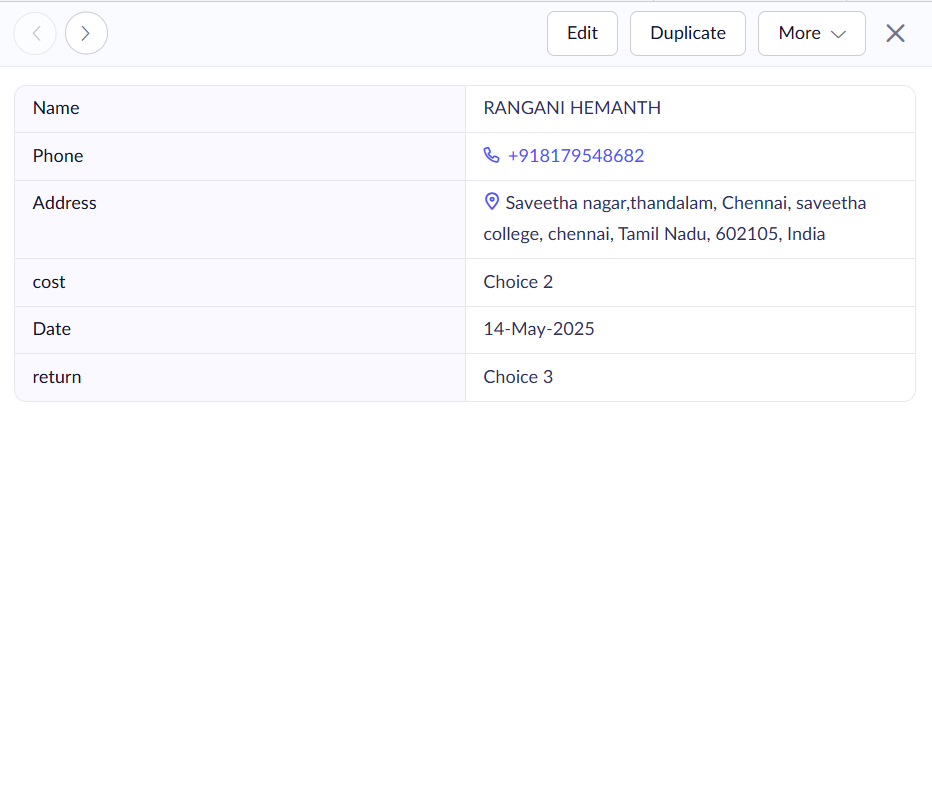 Edit Duplicate More
Name RANGANI HEMANTH
Phone +918179548682
Address Saveetha nagar,thandalam, Chennai, saveetha
college, chennai, Tamil Nadu, 602105, India
cost Choice 2
Date 14-May-2025
return Choice 3